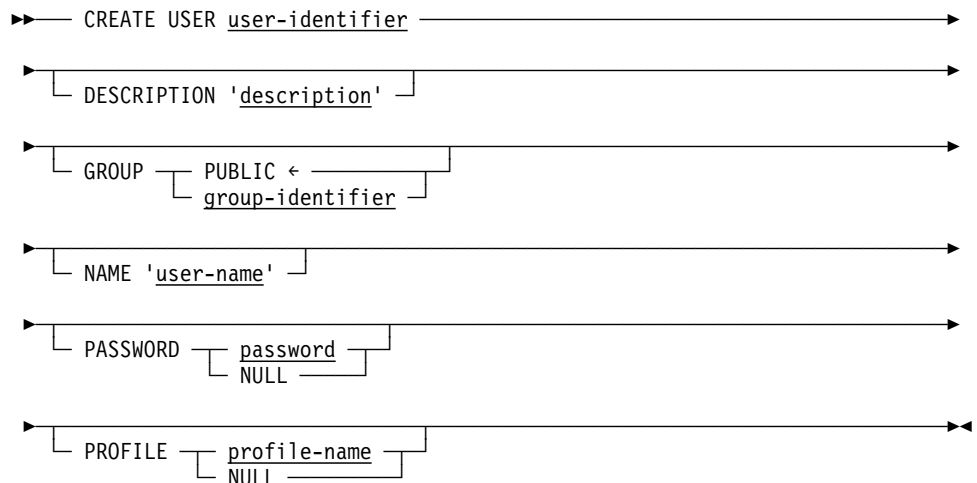 CREATE USER user-identifier
DESCRIPTION 'description'
GROUP PUBLIC ←
group-identifier
NAME 'user-name'
PASSWORD password
NULL
PROFILE profile-name
NULL